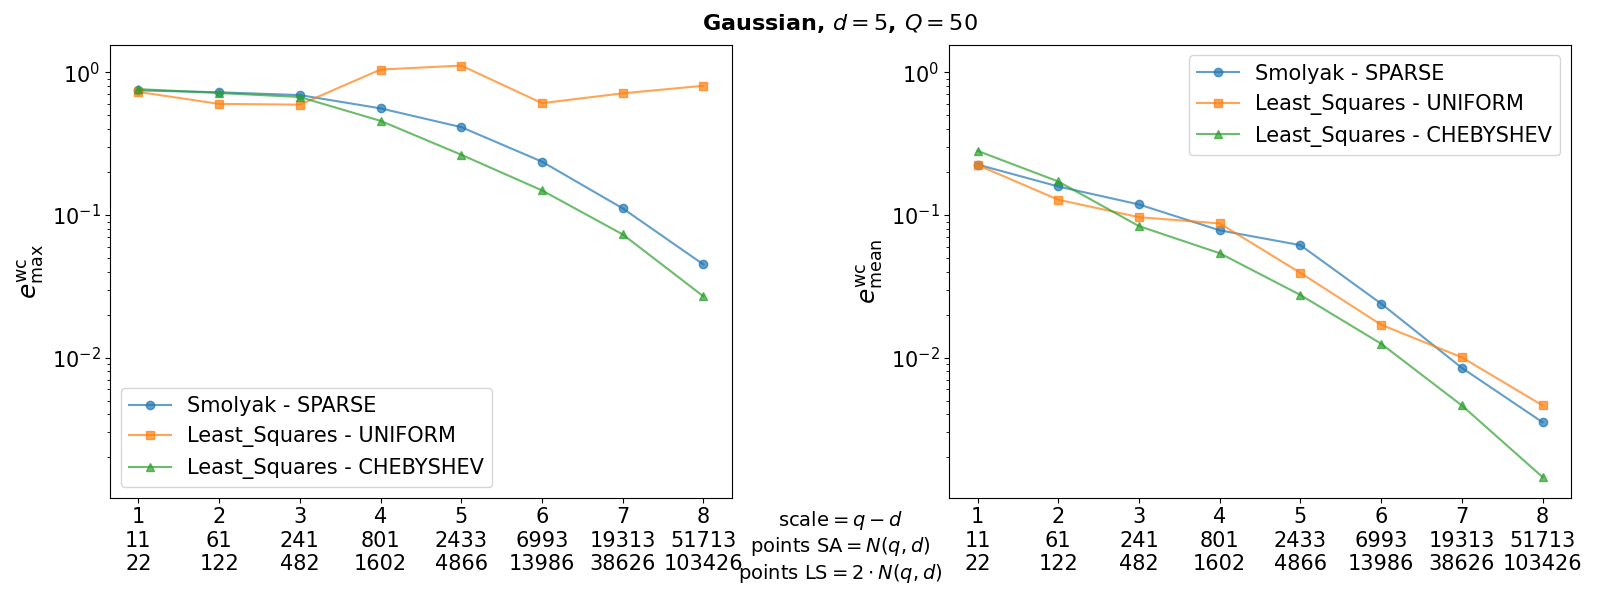 Gaussian, d = 5, Q = 50
10^0
10^−1
10^−2
e^wc_max
Smolyak - SPARSE
Least_Squares - UNIFORM
Least_Squares - CHEBYSHEV
1 2 3 4 5 6 7 8
11 61 241 801 2433 6993 19313 51713
22 122 482 1602 4866 13986 38626 103426
scale = q − d
points SA = N(q, d)
points LS = 2 · N(q, d)
10^0
10^−1
10^−2
e^wc_mean
Smolyak - SPARSE
Least_Squares - UNIFORM
Least_Squares - CHEBYSHEV
1 2 3 4 5 6 7 8
11 61 241 801 2433 6993 19313 51713
22 122 482 1602 4866 13986 38626 103426